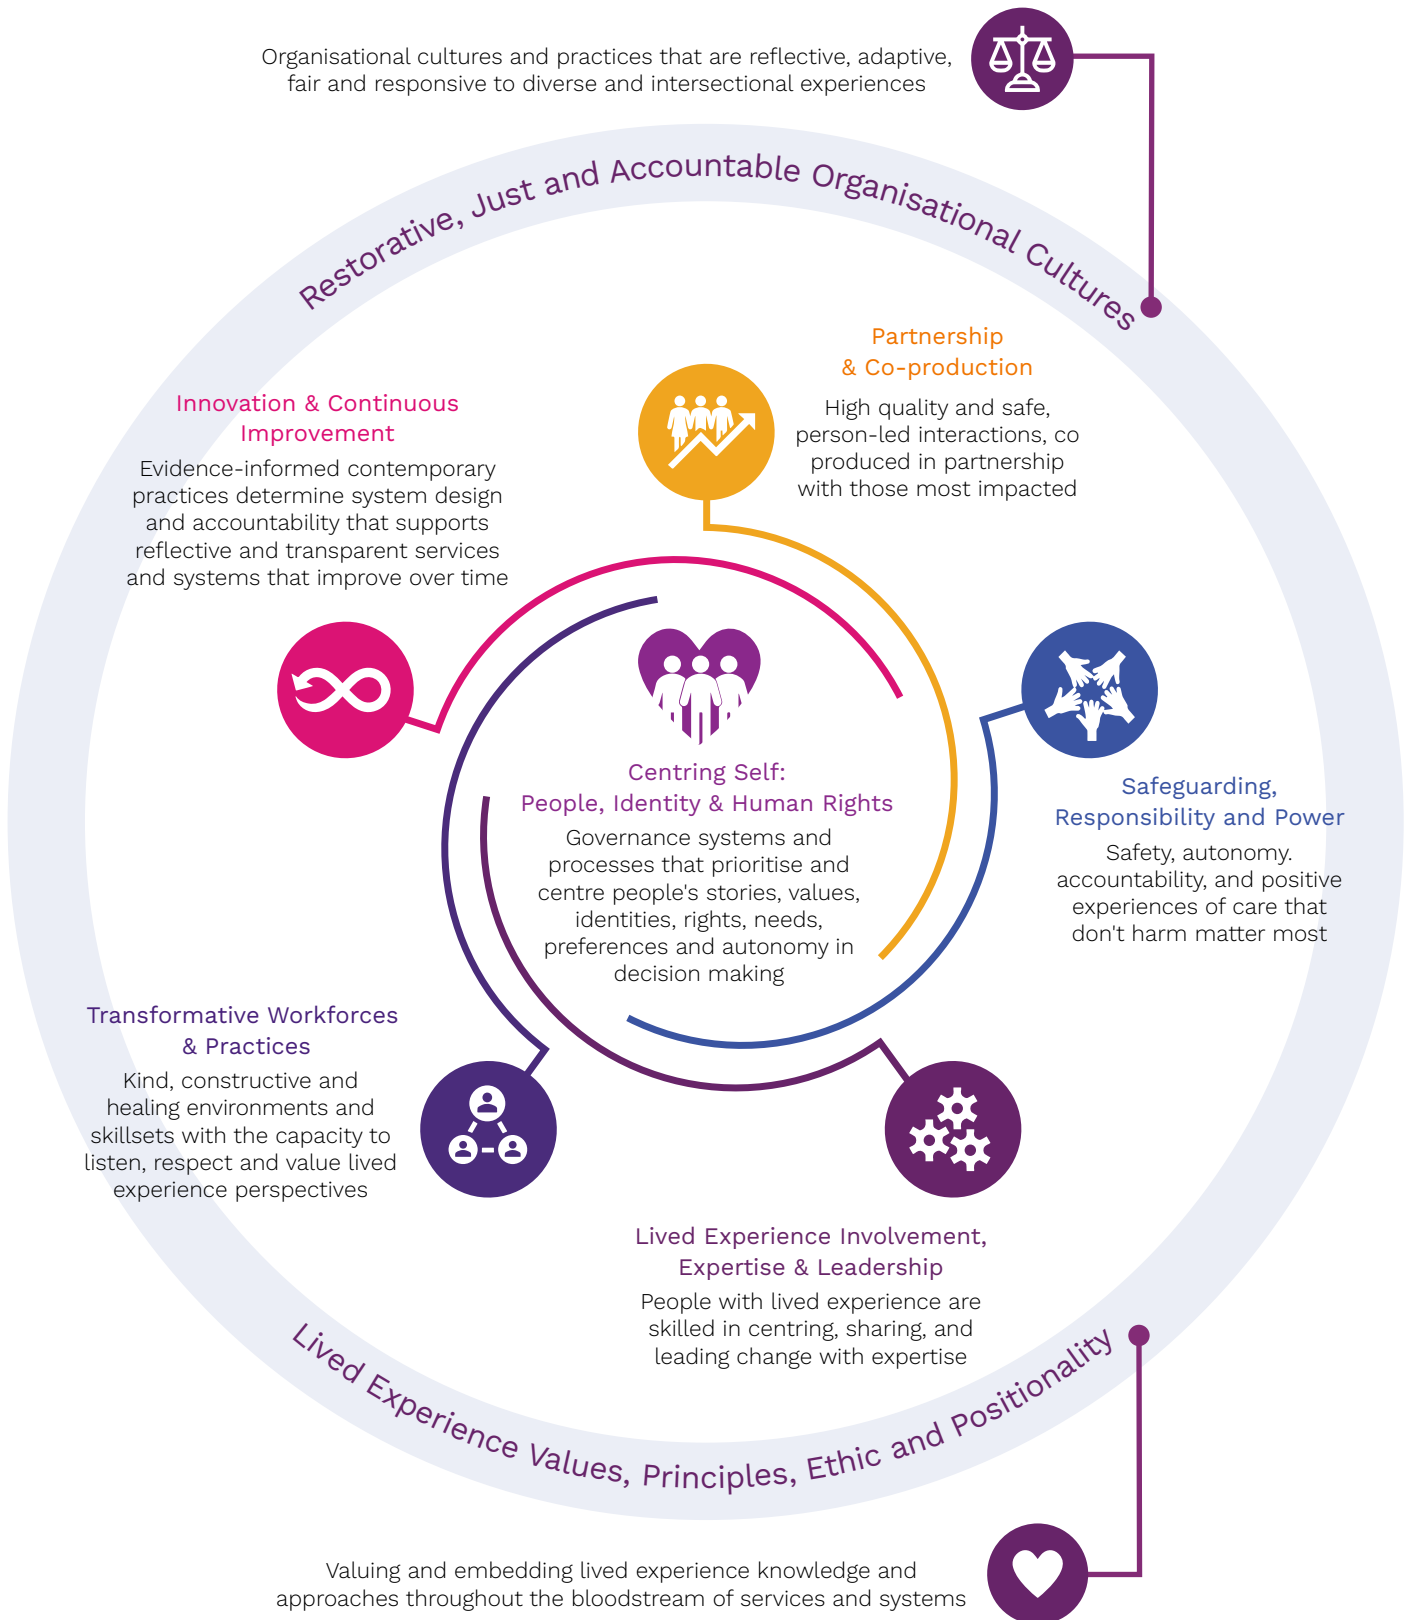 Organisational cultures and practices that are reflective, adaptive,
fair and responsive to diverse and intersectional experiences
Restorative, Just and Accountable Organisational Cultures
Partnership
& Co-production
High quality and safe,
person-led interactions, co
produced in partnership
with those most impacted
Innovation & Continuous
Improvement
Evidence-informed contemporary
practices determine system design
and accountability that supports
reflective and transparent services
and systems that improve over time
Centring Self:
People, Identity & Human Rights
Governance systems and
processes that prioritise and
centre people's stories, values,
identities, rights, needs,
preferences and autonomy in
decision making
Safeguarding,
Responsibility and Power
Safety, autonomy.
accountability, and positive
experiences of care that
don't harm matter most
Transformative Workforces
& Practices
Kind, constructive and
healing environments and
skillsets with the capacity to
listen, respect and value lived
experience perspectives
Lived Experience Involvement,
Expertise & Leadership
People with lived experience are
skilled in centring, sharing, and
leading change with expertise
Lived Experience Values, Principles, Ethic and Positionality
Valuing and embedding lived experience knowledge and
approaches throughout the bloodstream of services and systems